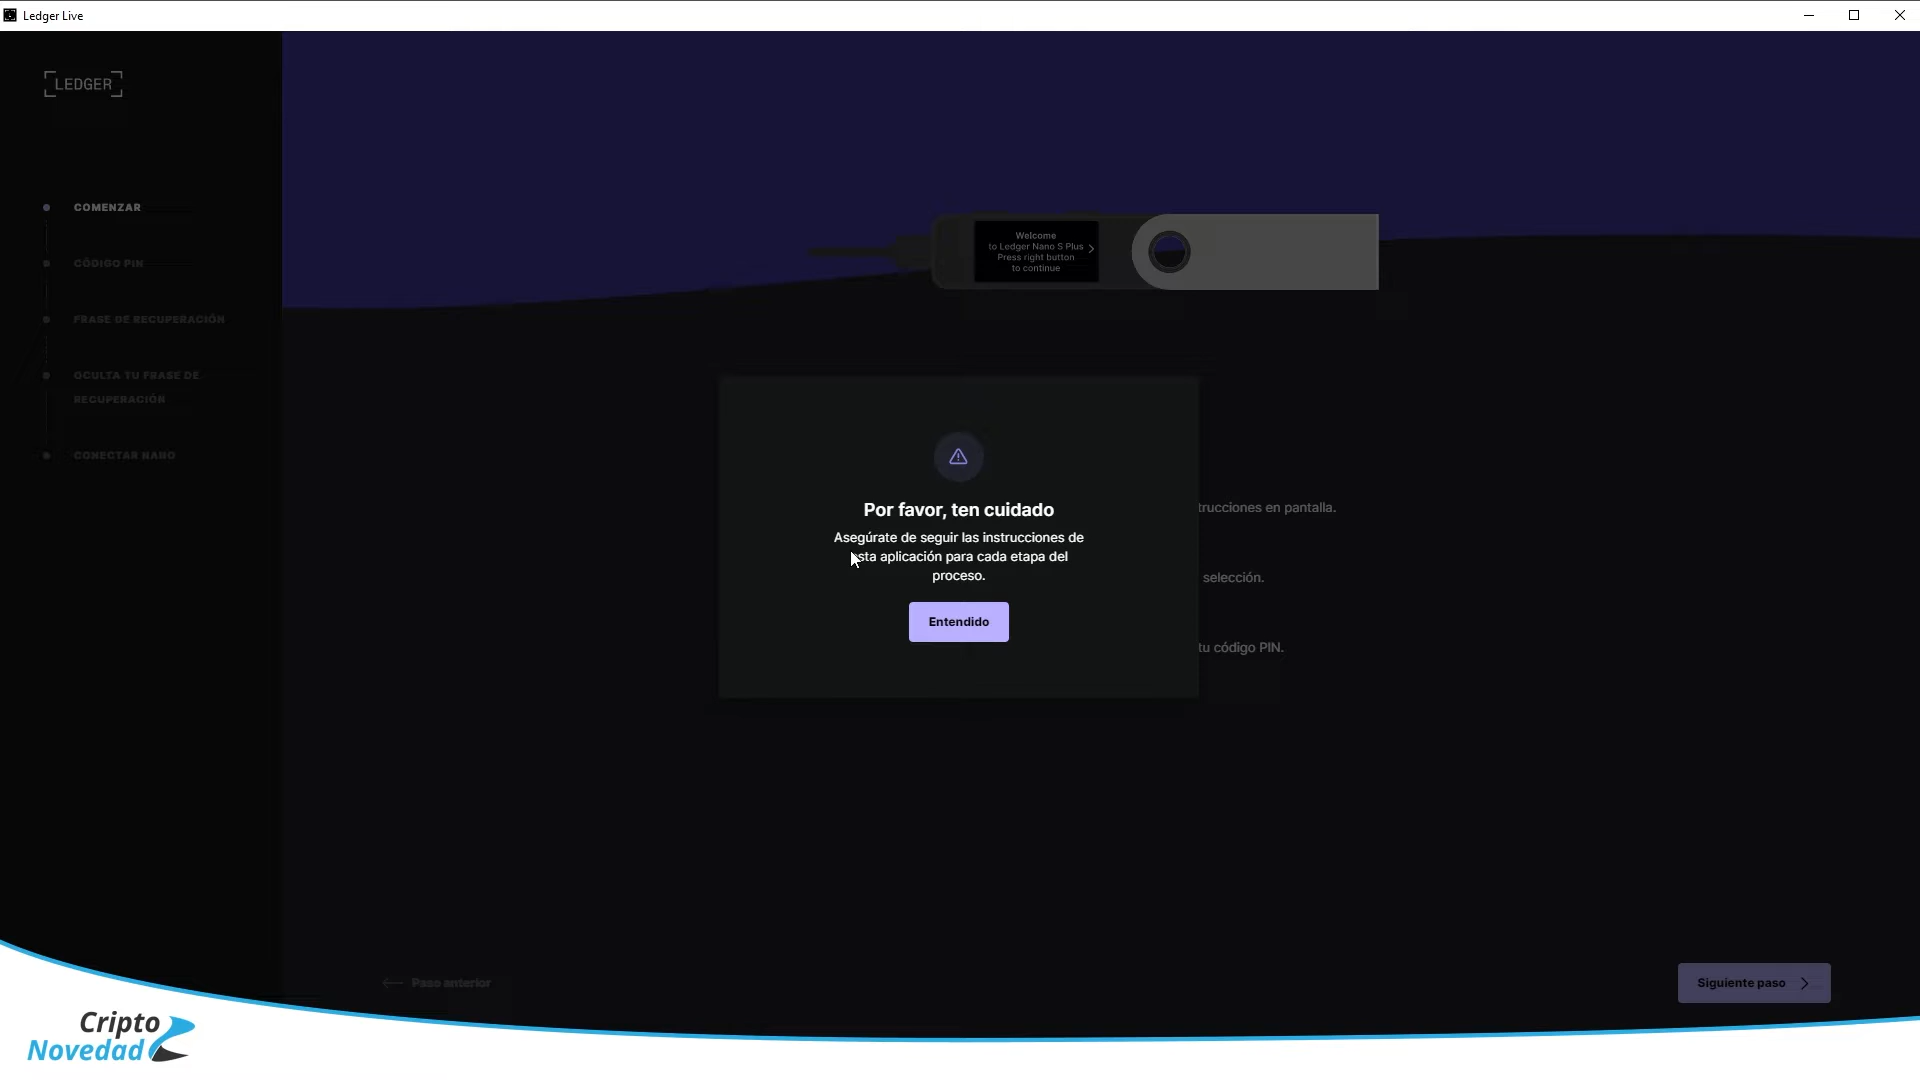 Ledger Live
LEDGER
COMENZAR
CÓDIGO PIN
FRASE DE RECUPERACIÓN
OCULTA TU FRASE DE
RECUPERACIÓN
CONECTAR NANO
Welcome
to Ledger Nano S Plus
Press right button
to continue
Por favor, ten cuidado
Asegúrate de seguir las instrucciones de
esta aplicación para cada etapa del
proceso.
Entendido
trucciones en pantalla.
selección.
tu código PIN.
Paso anterior
Siguiente paso
Cripto
Novedad